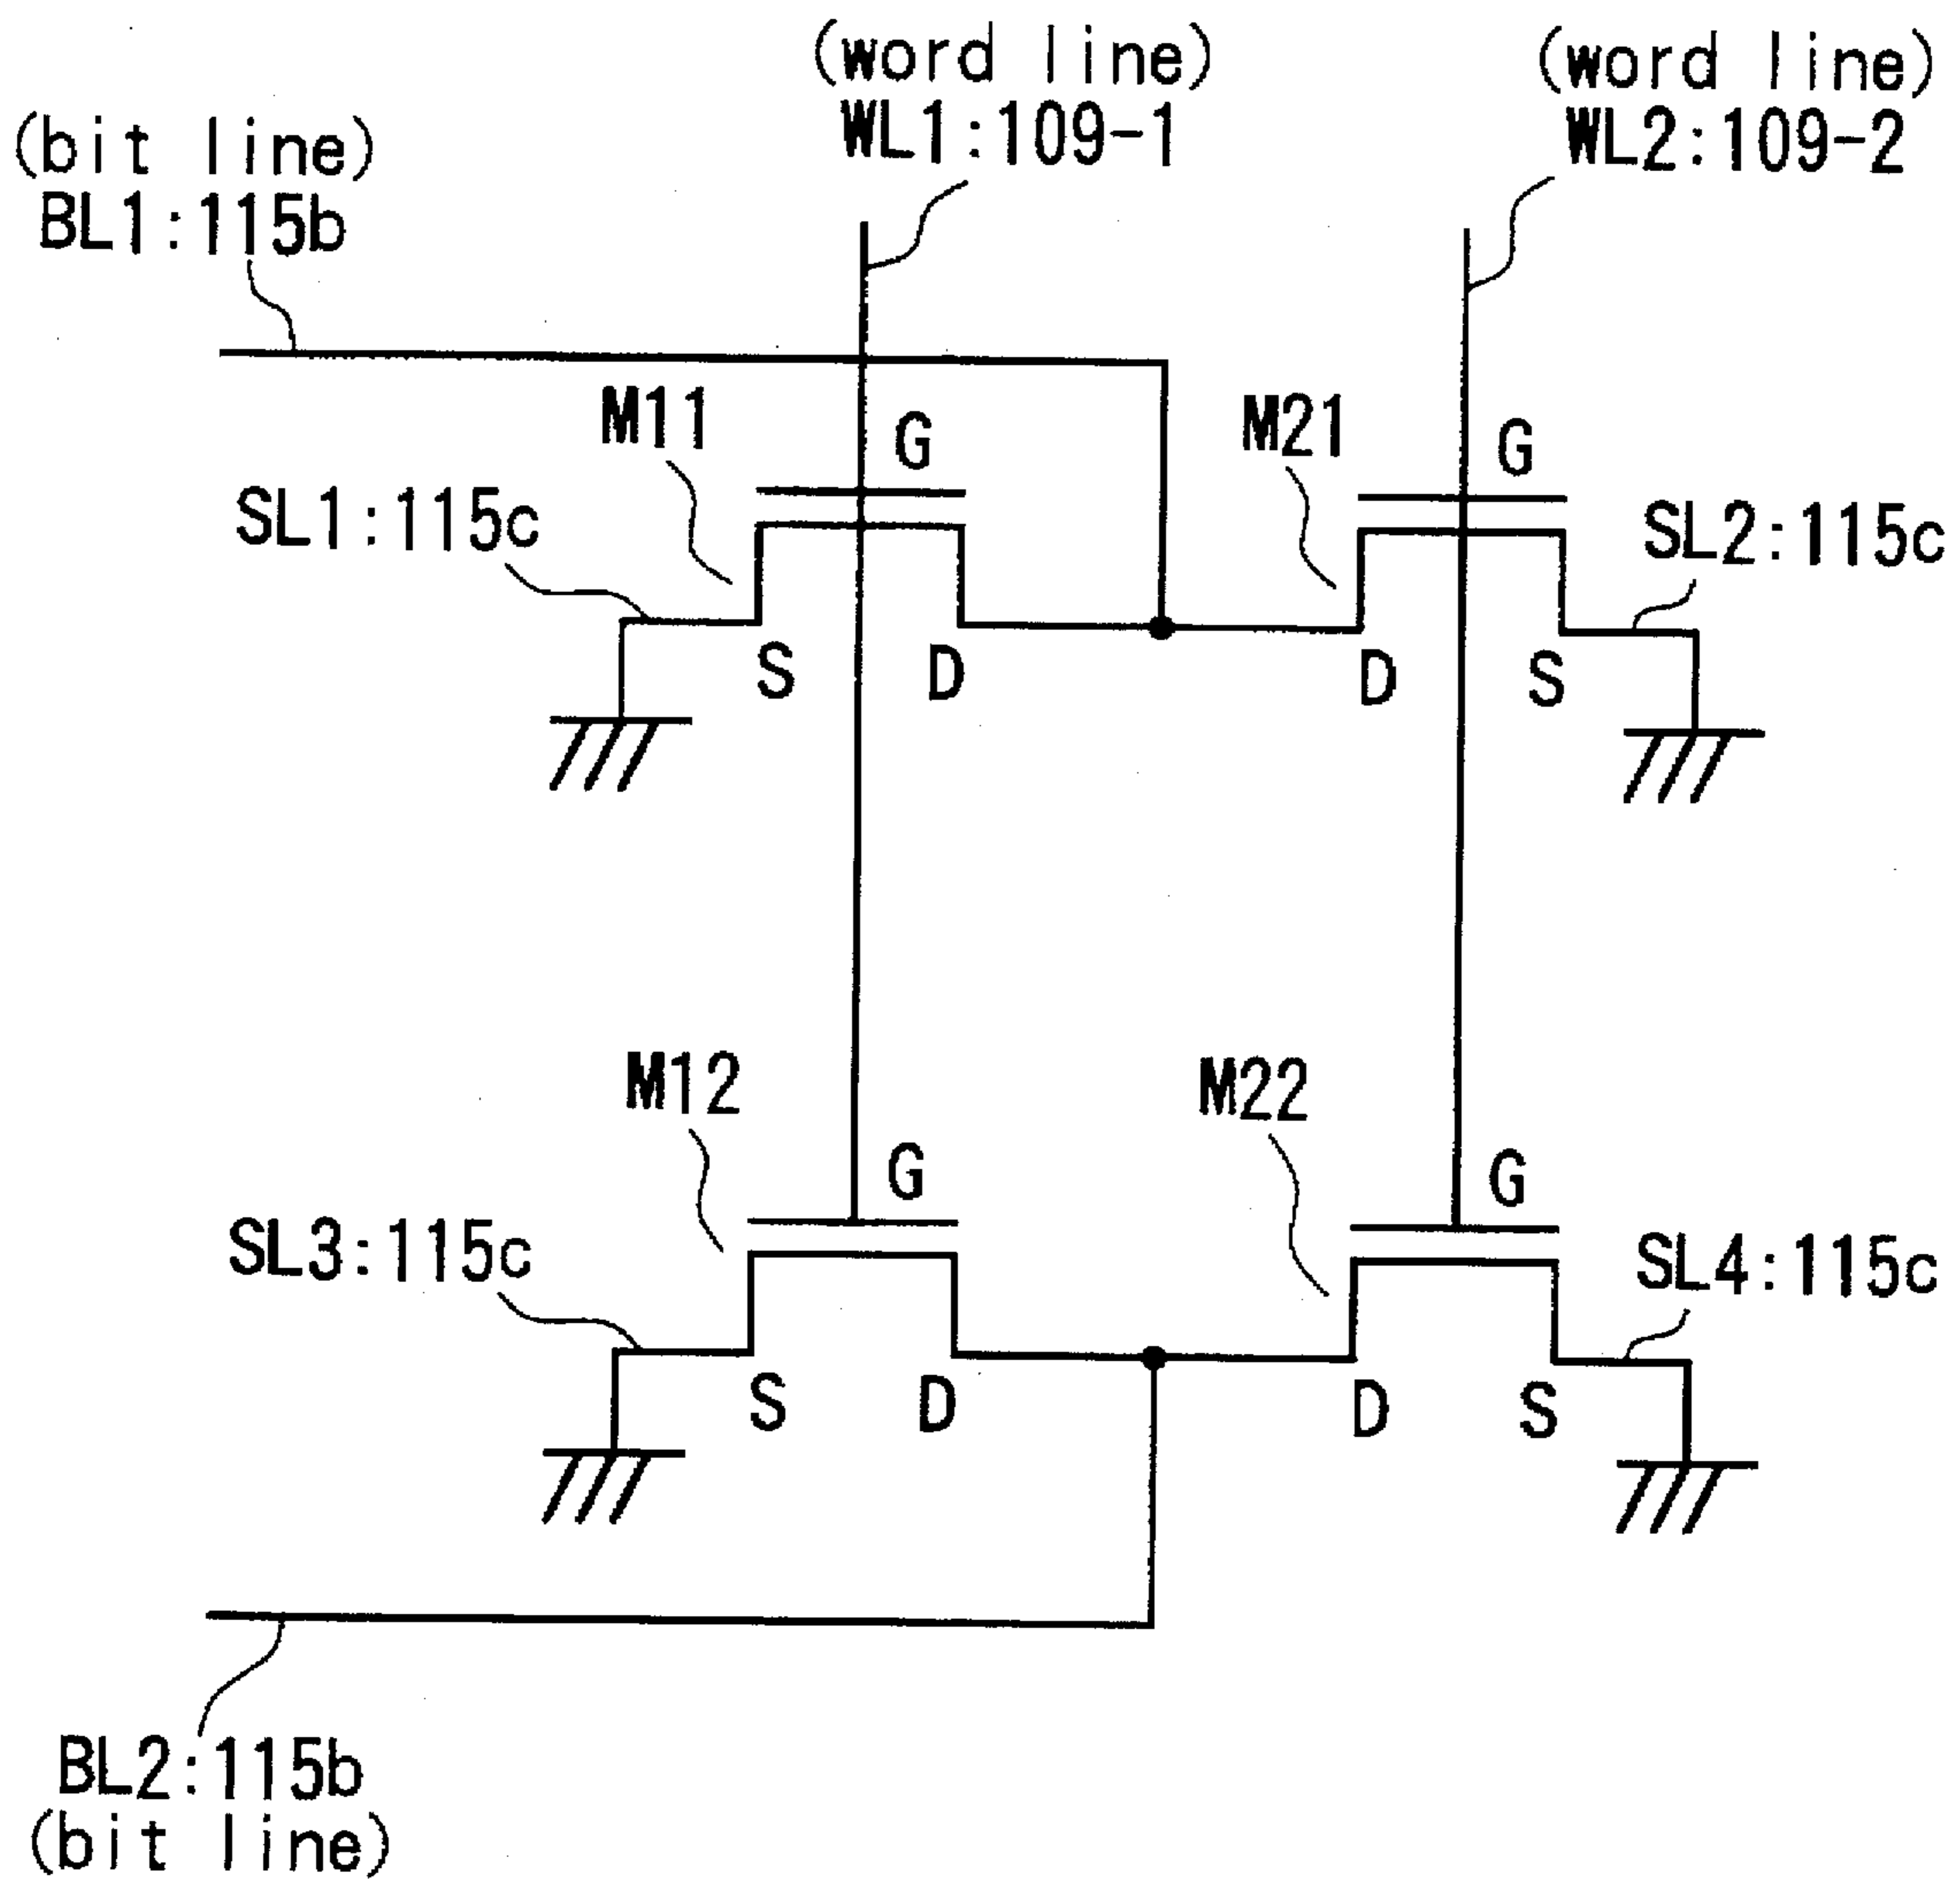 (word line)
WL1:109-1
(word line)
WL2:109-2
(bit line)
BL1:115b
M11
G
M21
G
SL1:115c
SL2:115c
S
D
D
S
M12
G
M22
G
SL3:115c
SL4:115c
S
D
D
S
BL2:115b
(bit line)